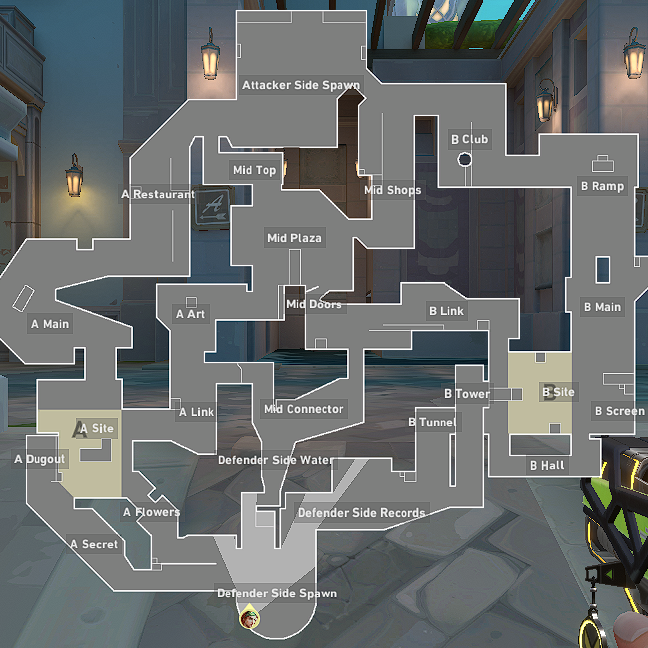 Attacker Side Spawn
B Club
Mid Top
B Ramp
A Restaurant
Mid Shops
A
Mid Plaza
Mid Doors
B Main
A Art
B Link
A Main
B
B Site
B Tower
Mid Connector
A Link
B Screen
B Tunnel
A
A Site
A Dugout
Defender Side Water
B Hall
A Flowers
Defender Side Records
A Secret
Defender Side Spawn